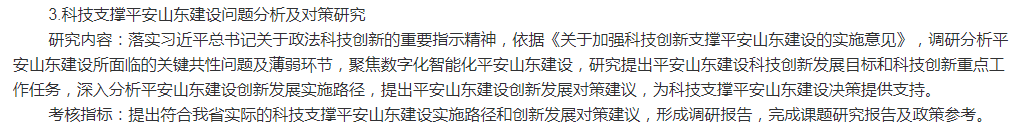 3.科技支撑平安山东建设问题分析及对策研究
研究内容：落实习近平总书记关于政法科技创新的重要指示精神，依据《关于加强科技创新支撑平安山东建设的实施意见》，调研分析平
安山东建设所面临的关键共性问题及薄弱环节，聚焦数字化智能化平安山东建设，研究提出平安山东建设科技创新发展目标和科技创新重点工
作任务，深入分析平安山东建设创新发展实施路径，提出平安山东建设创新发展对策建议，为科技支撑平安山东建设决策提供支持。
考核指标：提出符合我省实际的科技支撑平安山东建设实施路径和创新发展对策建议，形成调研报告，完成课题研究报告及政策参考。